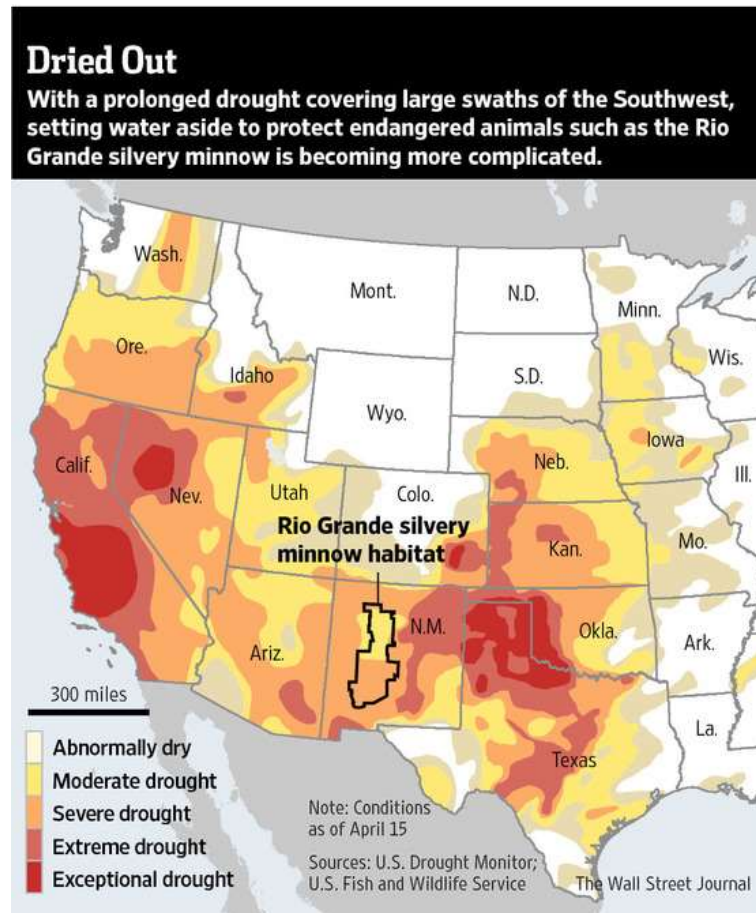 Dried Out
With a prolonged drought covering large swaths of the Southwest,
setting water aside to protect endangered animals such as the Rio
Grande silvery minnow is becoming more complicated.
Wash.
Mont.
N.D.
Minn.
Ore.
Idaho
S.D.
Wis.
Wyo.
Iowa
Neb.
Calif.
Nev.
Utah
Colo.
Ill.
Rio Grande silvery
minnow habitat
Kan.
Mo.
Ariz.
N.M.
Okla.
Ark.
300 miles
La.
Texas
Abnormally dry
Moderate drought
Severe drought
Extreme drought
Exceptional drought
Note: Conditions
as of April 15
Sources: U.S. Drought Monitor;
U.S. Fish and Wildlife Service
The Wall Street Journal